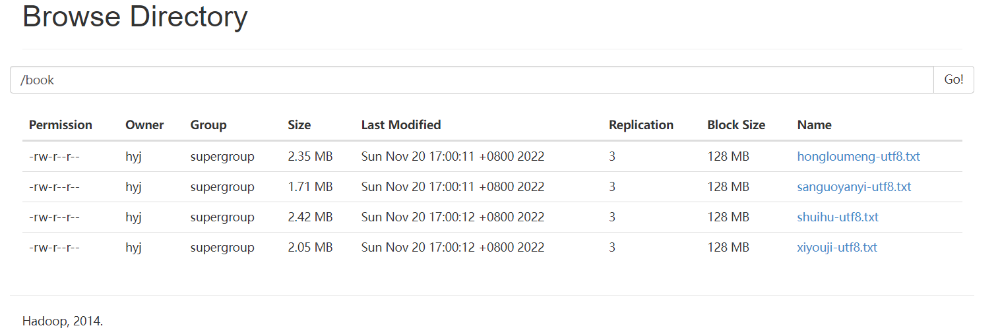 Browse Directory
/book Go!
Permission Owner Group Size Last Modified Replication Block Size Name
-rw-r--r-- hyj supergroup 2.35 MB Sun Nov 20 17:00:11 +0800 2022 3 128 MB hongloumeng-utf8.txt
-rw-r--r-- hyj supergroup 1.71 MB Sun Nov 20 17:00:11 +0800 2022 3 128 MB sanguoyanyi-utf8.txt
-rw-r--r-- hyj supergroup 2.42 MB Sun Nov 20 17:00:12 +0800 2022 3 128 MB shuihu-utf8.txt
-rw-r--r-- hyj supergroup 2.05 MB Sun Nov 20 17:00:12 +0800 2022 3 128 MB xiyouji-utf8.txt
Hadoop, 2014.